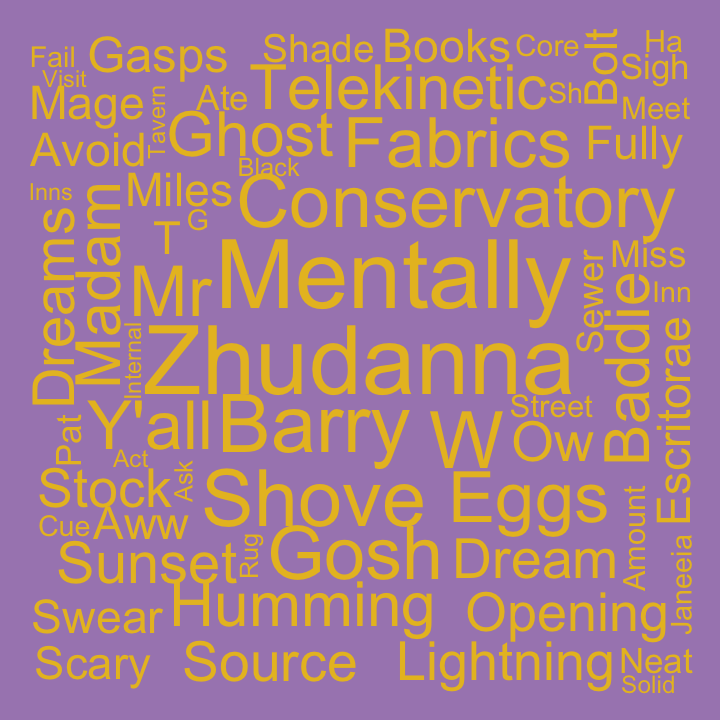 Fail
Gasps
Shade
Books
Core
Bolt
Ha
Visit
Sigh
Mage
Tavern
Ate
Telekinetic
Sh
Meet
Avoid
Ghost
Fabrics
Fully
Black
Inns
Madam
Miles
Conservatory
Dreams
T
G
Mentally
Sewer
Miss
Mr
Baddie
Inn
Internal
Zhudanna
Escritorae
Pat
Y'all
Barry
W
Street
Ow
Act
Ask
Stock
Shove
Eggs
Cue
Aww
Rug
Amount
Sunset
Gosh
Dream
Janeeia
Swear
Humming
Opening
Scary
Source
Lightning
Neat
Solid